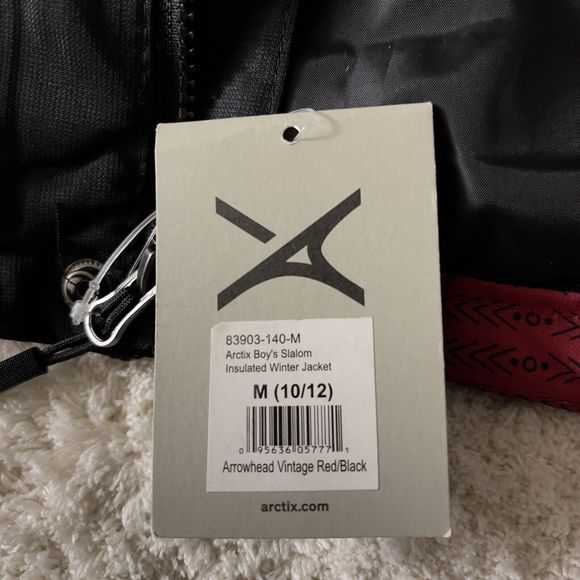 83903-140-M
Arctix Boy's Slalom
Insulated Winter Jacket
M (10/12)
0 95636 05777 1
Arrowhead Vintage Red/Black
arctix.com